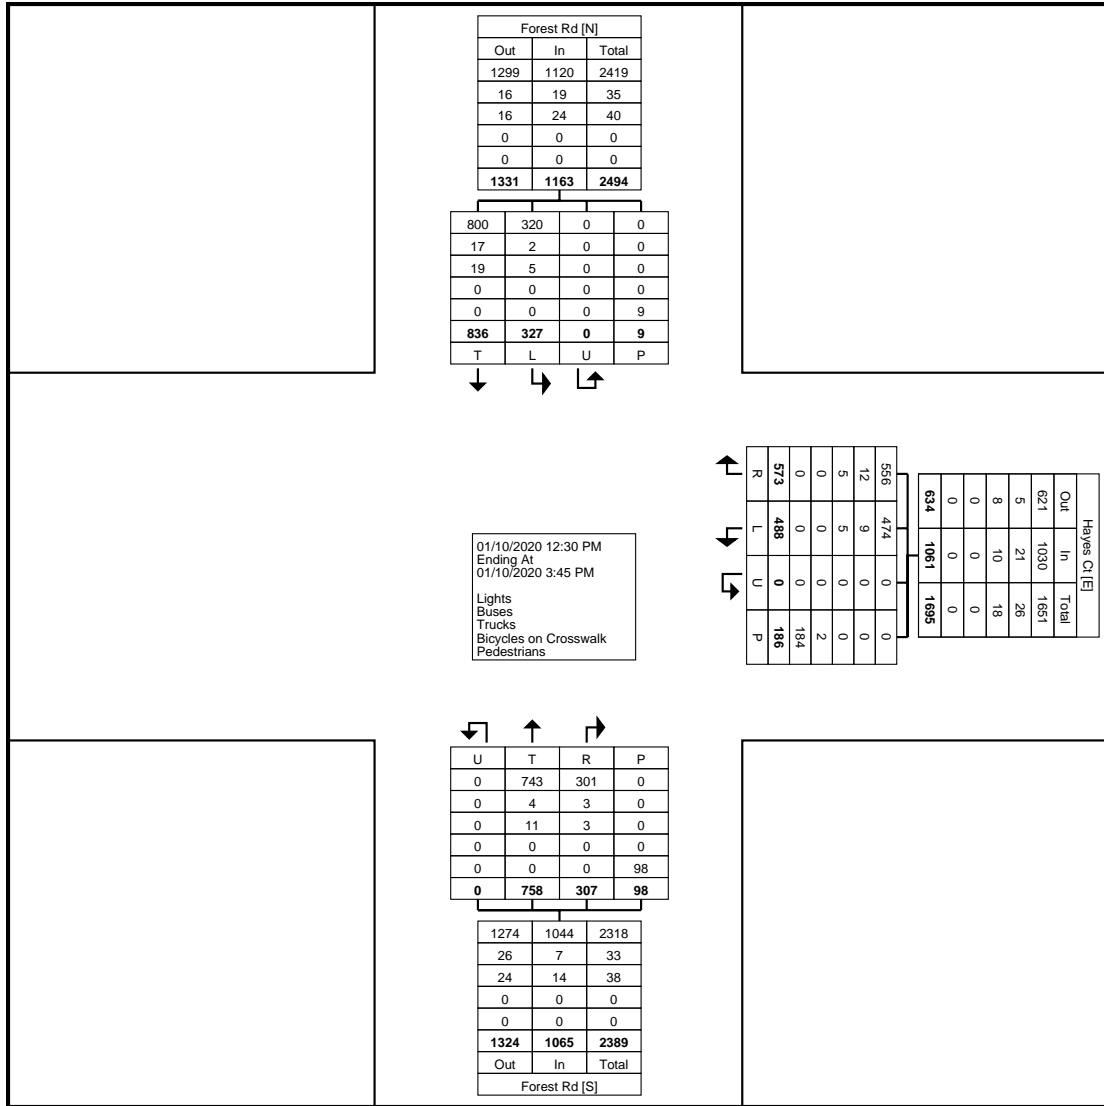 Forest Rd [N]
Out In Total
1299 1120 2419
16 19 35
16 24 40
0 0 0
0 0 0
1331 1163 2494
800 320 0 0
17 2 0 0
19 5 0 0
0 0 0 0
0 0 0 9
836 327 0 9
T L U P
Hayes Ct [E]
Out In Total
621 1030 1651
5 21 26
8 10 18
0 0 0
0 0 0
634 1061 1695
556 474 0 0
12 9 0 0
5 5 0 0
0 0 0 2
0 0 0 184
573 488 0 186
R L U P
01/10/2020 12:30 PM
Ending At
01/10/2020 3:45 PM
Lights
Buses
Trucks
Bicycles on Crosswalk
Pedestrians
U T R P
0 743 301 0
0 4 3 0
0 11 3 0
0 0 0 0
0 0 0 98
0 758 307 98
1274 1044 2318
26 7 33
24 14 38
0 0 0
0 0 0
1324 1065 2389
Out In Total
Forest Rd [S]